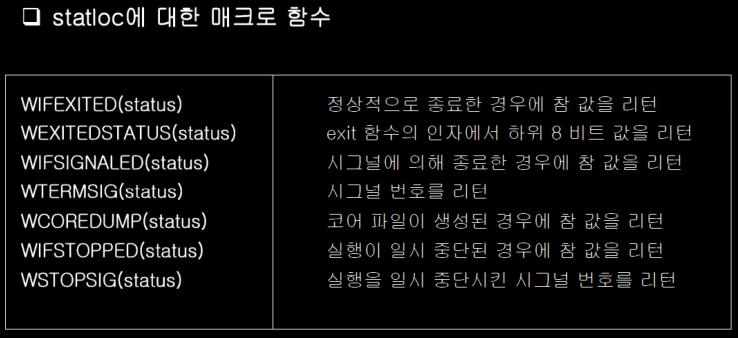 ❑ statloc에 대한 매크로 함수
WIFEXITED(status) 정상적으로 종료한 경우에 참 값을 리턴
WEXITEDSTATUS(status) exit 함수의 인자에서 하위 8 비트 값을 리턴
WIFSIGNALED(status) 시그널에 의해 종료한 경우에 참 값을 리턴
WTERMSIG(status) 시그널 번호를 리턴
WCOREDUMP(status) 코어 파일이 생성된 경우에 참 값을 리턴
WIFSTOPPED(status) 실행이 일시 중단된 경우에 참 값을 리턴
WSTOPSIG(status) 실행을 일시 중단시킨 시그널 번호를 리턴